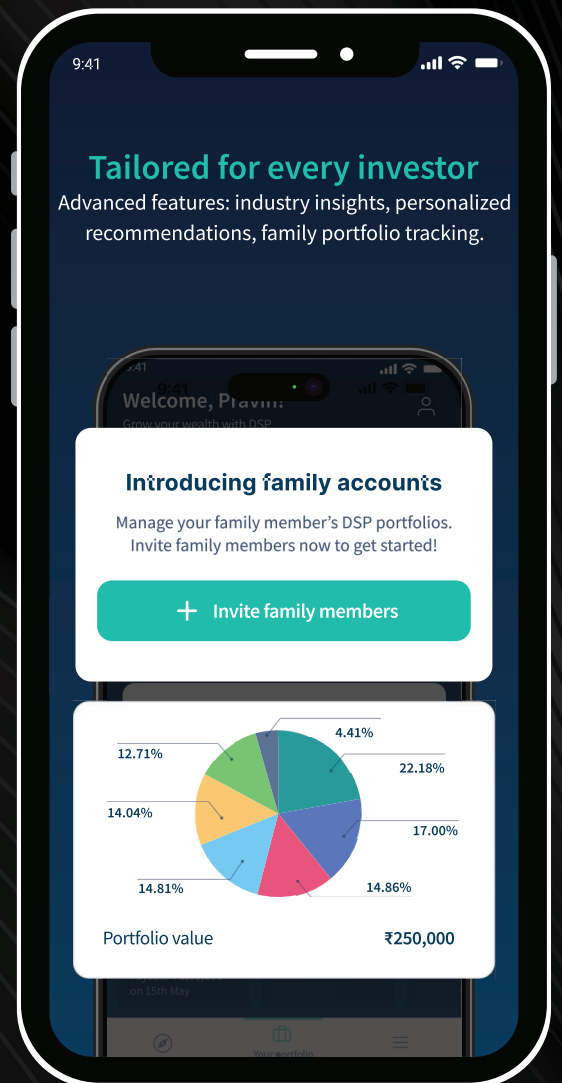 9:41
Tailored for every investor
Advanced features: industry insights, personalized
recommendations, family portfolio tracking.
9:41
9:41
Welcome, Pravin!
Grow your wealth with DSP
Introducing family accounts
Manage your family member's DSP portfolios.
Invite family members now to get started!
+ Invite family members
4.41%
12.71%
22.18%
14.04%
17.00%
14.81%
14.86%
Portfolio value ₹250,000
on 15th May
Your portfolio